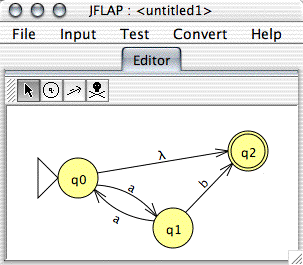 JFLAP : <untitled1>
File Input Test Convert Help
Editor
q
λ
q2
q0
a
b
a
q1